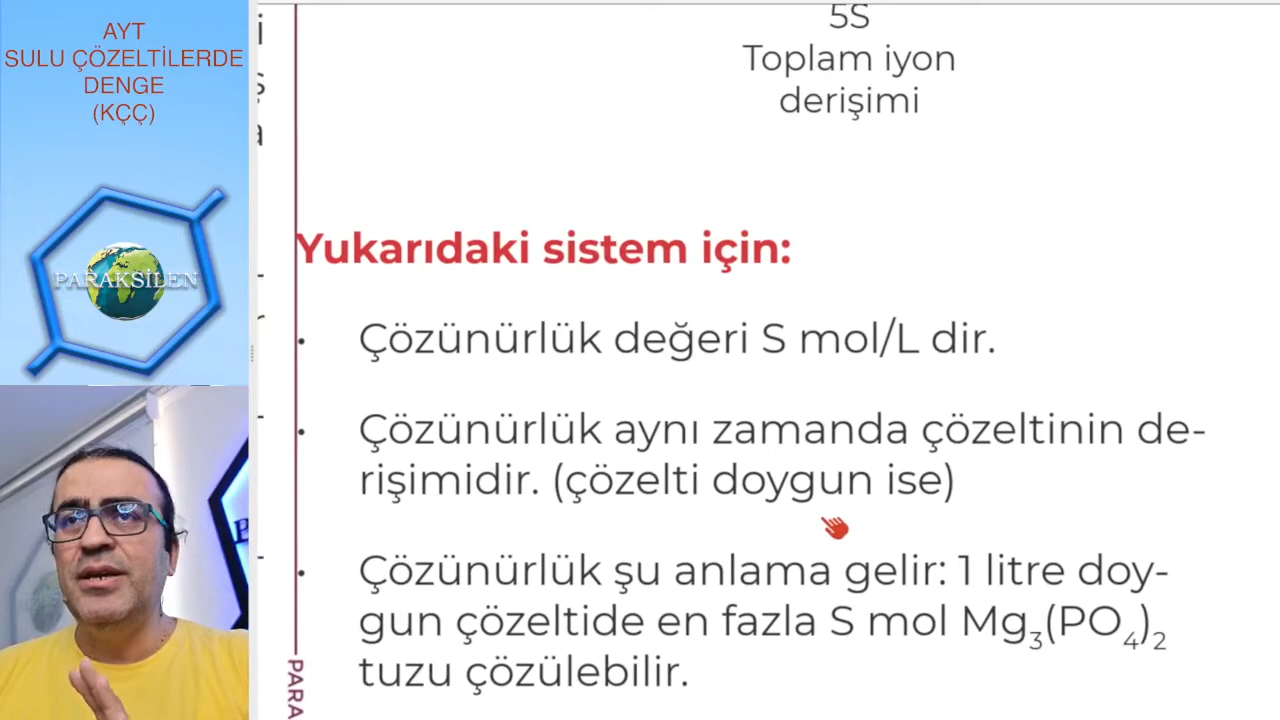 AYT
SULU ÇÖZELTİLERDE
DENGE
(KÇÇ)
PARAKSİLEN
5S
Toplam iyon
derişimi
Yukarıdaki sistem için:
• Çözünürlük değeri S mol/L dir.
• Çözünürlük aynı zamanda çözeltinin de-
rişimidir. (çözelti doygun ise)
• Çözünürlük şu anlama gelir: 1 litre doy-
gun çözeltide en fazla S mol Mg₃(PO₄)₂
tuzu çözülebilir.
PARA